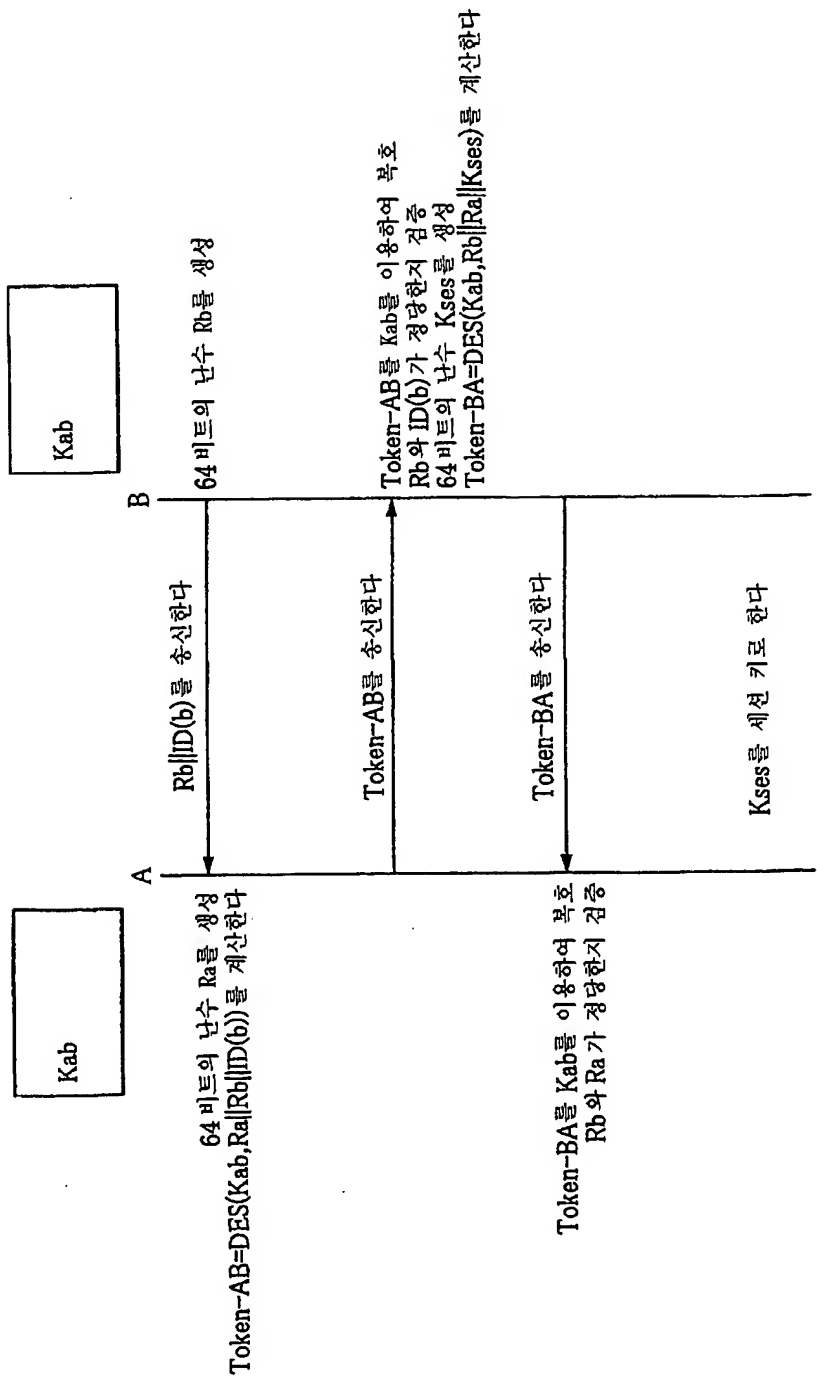 Kab
Kab
A
B
64 비트의 난수 Rb를 생성
Rb||ID(b)를 송신한다
64 비트의 난수 Ra를 생성
Token-AB=DES(Kab,Ra||Rb||ID(b))를 계산한다
Token-AB를 송신한다
Token-AB를 Kab를 이용하여 복호
Rb와 ID(b)가 정당한지 검증
64 비트의 난수 Kses를 생성
Token-BA=DES(Kab,Rb||Ra||Kses)를 계산한다
Token-BA를 송신한다
Token-BA를 Kab를 이용하여 복호
Rb와 Ra가 정당한지 검증
Kses를 세션 키로 한다